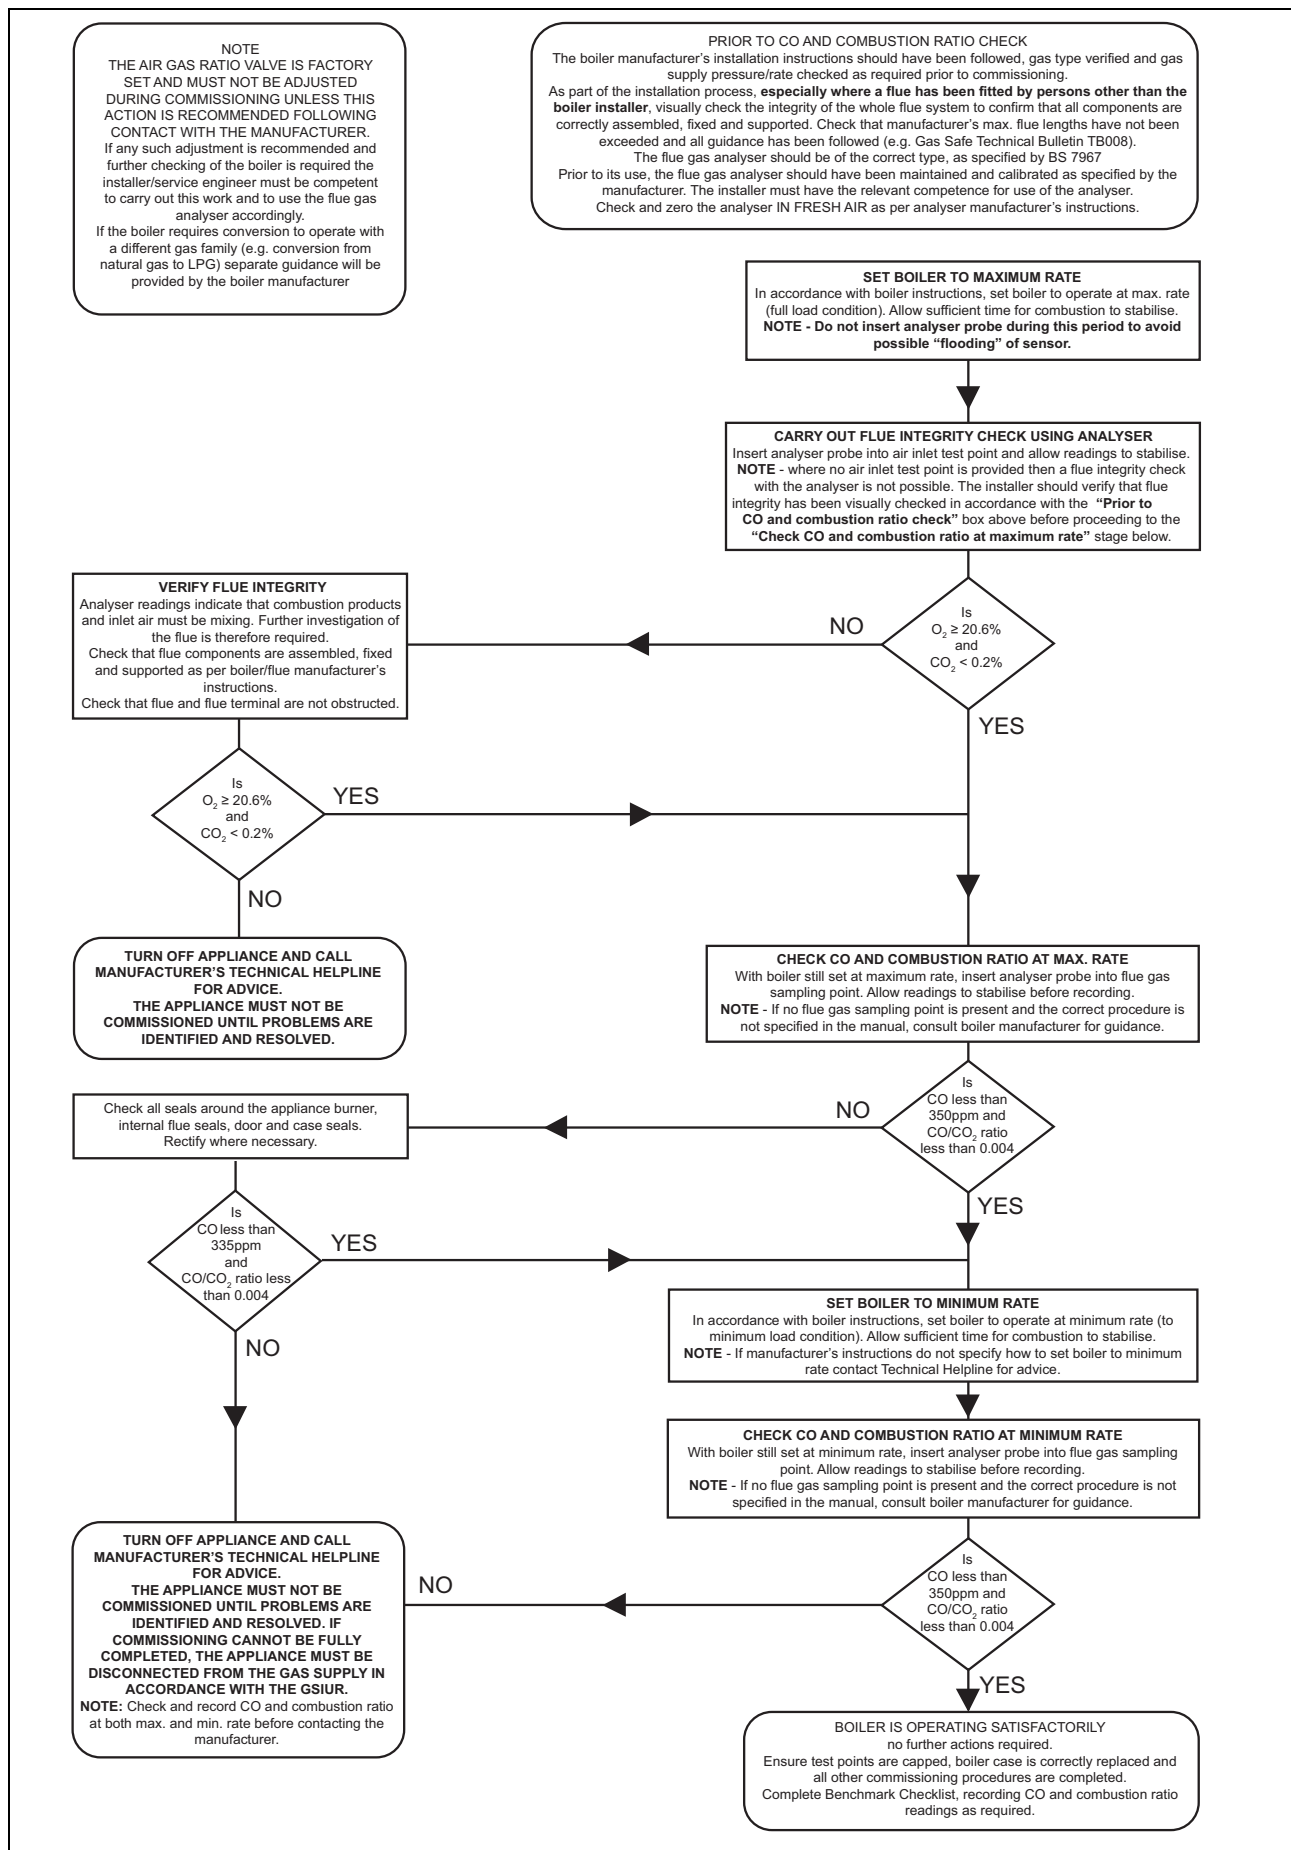 NOTE
THE AIR GAS RATIO VALVE IS FACTORY
SET AND MUST NOT BE ADJUSTED
DURING COMMISSIONING UNLESS THIS
ACTION IS RECOMMENDED FOLLOWING
CONTACT WITH THE MANUFACTURER.
If any such adjustment is recommended and
further checking of the boiler is required the
installer/service engineer must be competent
to carry out this work and to use the flue gas
analyser accordingly.
If the boiler requires conversion to operate with
a different gas family (e.g. conversion from
natural gas to LPG) separate guidance will be
provided by the boiler manufacturer
PRIOR TO CO AND COMBUSTION RATIO CHECK
The boiler manufacturer's installation instructions should have been followed, gas type verified and gas
supply pressure/rate checked as required prior to commissioning.
As part of the installation process, especially where a flue has been fitted by persons other than the
boiler installer, visually check the integrity of the whole flue system to confirm that all components are
correctly assembled, fixed and supported. Check that manufacturer's max. flue lengths have not been
exceeded and all guidance has been followed (e.g. Gas Safe Technical Bulletin TB008).
The flue gas analyser should be of the correct type, as specified by BS 7967
Prior to its use, the flue gas analyser should have been maintained and calibrated as specified by the
manufacturer. The installer must have the relevant competence for use of the analyser.
Check and zero the analyser IN FRESH AIR as per analyser manufacturer's instructions.
SET BOILER TO MAXIMUM RATE
In accordance with boiler instructions, set boiler to operate at max. rate
(full load condition). Allow sufficient time for combustion to stabilise.
NOTE - Do not insert analyser probe during this period to avoid
possible “flooding” of sensor.
CARRY OUT FLUE INTEGRITY CHECK USING ANALYSER
Insert analyser probe into air inlet test point and allow readings to stabilise.
NOTE - where no air inlet test point is provided then a flue integrity check
with the analyser is not possible. The installer should verify that flue
integrity has been visually checked in accordance with the “Prior to
CO and combustion ratio check” box above before proceeding to the
“Check CO and combustion ratio at maximum rate” stage below.
VERIFY FLUE INTEGRITY
Analyser readings indicate that combustion products
and inlet air must be mixing. Further investigation of
the flue is therefore required.
Check that flue components are assembled, fixed
and supported as per boiler/flue manufacturer's
instructions.
Check that flue and flue terminal are not obstructed.
NO
Is
O₂ ≥ 20.6%
and
CO₂ < 0.2%
YES
Is
O₂ ≥ 20.6%
and
CO₂ < 0.2%
YES
NO
TURN OFF APPLIANCE AND CALL
MANUFACTURER'S TECHNICAL HELPLINE
FOR ADVICE.
THE APPLIANCE MUST NOT BE
COMMISSIONED UNTIL PROBLEMS ARE
IDENTIFIED AND RESOLVED.
CHECK CO AND COMBUSTION RATIO AT MAX. RATE
With boiler still set at maximum rate, insert analyser probe into flue gas
sampling point. Allow readings to stabilise before recording.
NOTE - If no flue gas sampling point is present and the correct procedure is
not specified in the manual, consult boiler manufacturer for guidance.
Is
CO less than
350ppm and
CO/CO₂ ratio
less than 0.004
NO
YES
Check all seals around the appliance burner,
internal flue seals, door and case seals.
Rectify where necessary.
Is
CO less than
335ppm
and
CO/CO₂ ratio less
than 0.004
YES
NO
SET BOILER TO MINIMUM RATE
In accordance with boiler instructions, set boiler to operate at minimum rate (to
minimum load condition). Allow sufficient time for combustion to stabilise.
NOTE - If manufacturer's instructions do not specify how to set boiler to minimum
rate contact Technical Helpline for advice.
CHECK CO AND COMBUSTION RATIO AT MINIMUM RATE
With boiler still set at minimum rate, insert analyser probe into flue gas sampling
point. Allow readings to stabilise before recording.
NOTE - If no flue gas sampling point is present and the correct procedure is not
specified in the manual, consult boiler manufacturer for guidance.
TURN OFF APPLIANCE AND CALL
MANUFACTURER'S TECHNICAL HELPLINE
FOR ADVICE.
THE APPLIANCE MUST NOT BE
COMMISSIONED UNTIL PROBLEMS ARE
IDENTIFIED AND RESOLVED. IF
COMMISSIONING CANNOT BE FULLY
COMPLETED, THE APPLIANCE MUST BE
DISCONNECTED FROM THE GAS SUPPLY IN
ACCORDANCE WITH THE GSIUR.
NOTE: Check and record CO and combustion ratio
at both max. and min. rate before contacting the
manufacturer.
NO
Is
CO less than
350ppm and
CO/CO₂ ratio
less than 0.004
YES
BOILER IS OPERATING SATISFACTORILY
no further actions required.
Ensure test points are capped, boiler case is correctly replaced and
all other commissioning procedures are completed.
Complete Benchmark Checklist, recording CO and combustion ratio
readings as required.